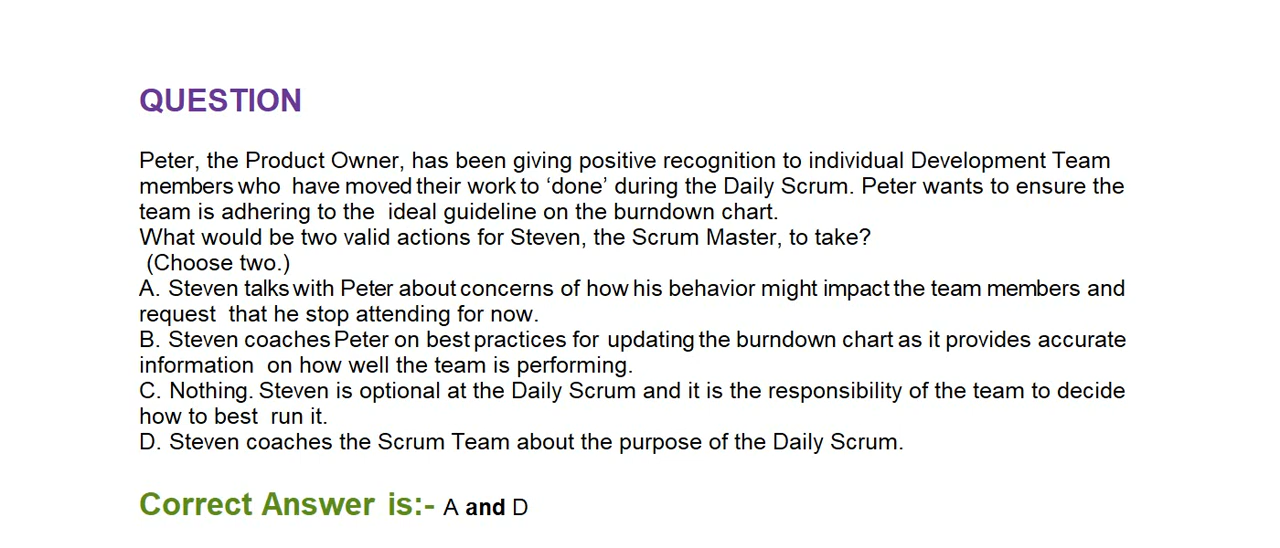 QUESTION
Peter, the Product Owner, has been giving positive recognition to individual Development Team
members who have moved their work to ‘done’ during the Daily Scrum. Peter wants to ensure the
team is adhering to the ideal guideline on the burndown chart.
What would be two valid actions for Steven, the Scrum Master, to take?
(Choose two.)
A. Steven talks with Peter about concerns of how his behavior might impact the team members and
request that he stop attending for now.
B. Steven coaches Peter on best practices for updating the burndown chart as it provides accurate
information on how well the team is performing.
C. Nothing. Steven is optional at the Daily Scrum and it is the responsibility of the team to decide
how to best run it.
D. Steven coaches the Scrum Team about the purpose of the Daily Scrum.
Correct Answer is:- A and D